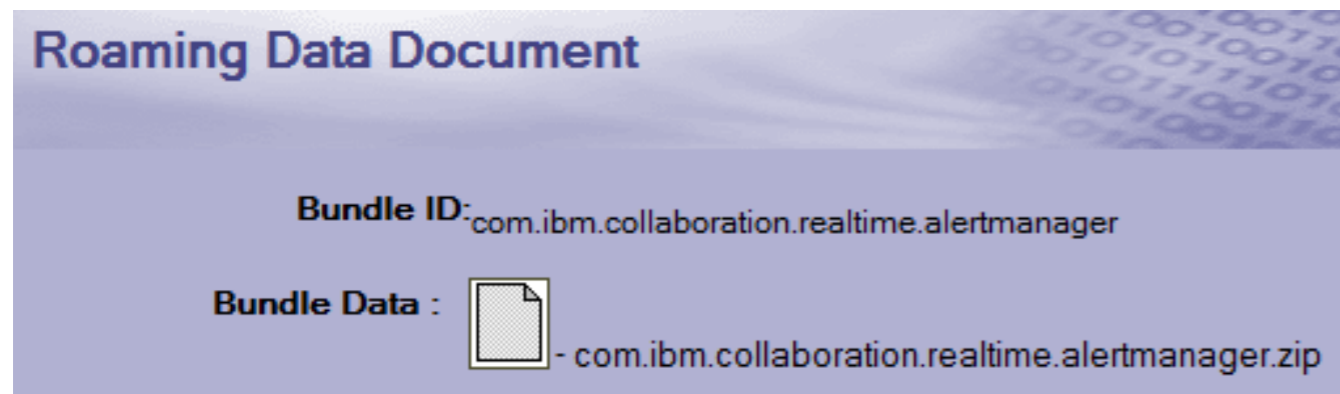 Roaming Data Document
Bundle ID:com.ibm.collaboration.realtime.alertmanager
Bundle Data : - com.ibm.collaboration.realtime.alertmanager.zip